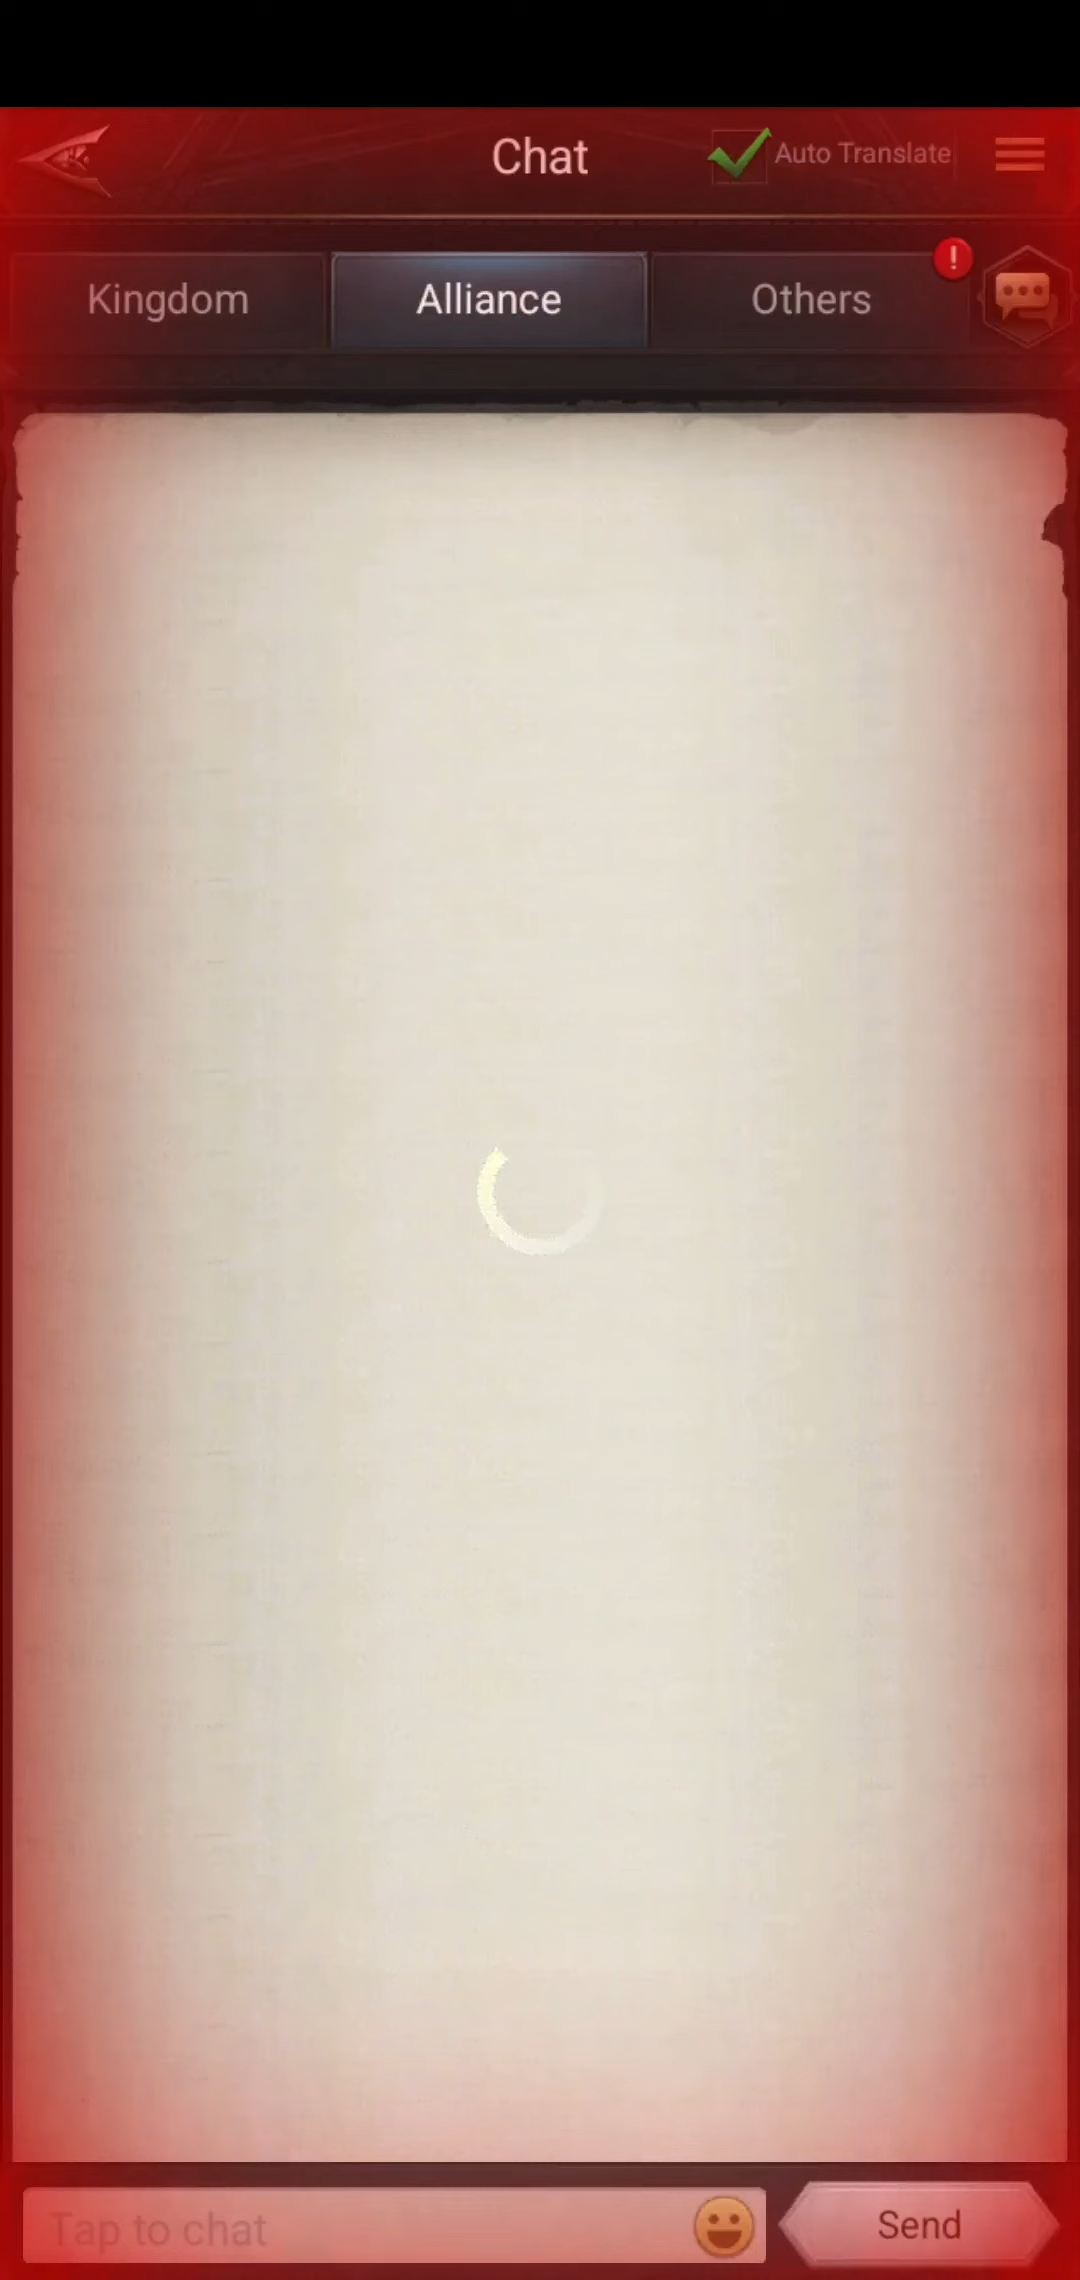 Chat
Auto Translate
Kingdom
Alliance
Others
!
Tap to chat
Send